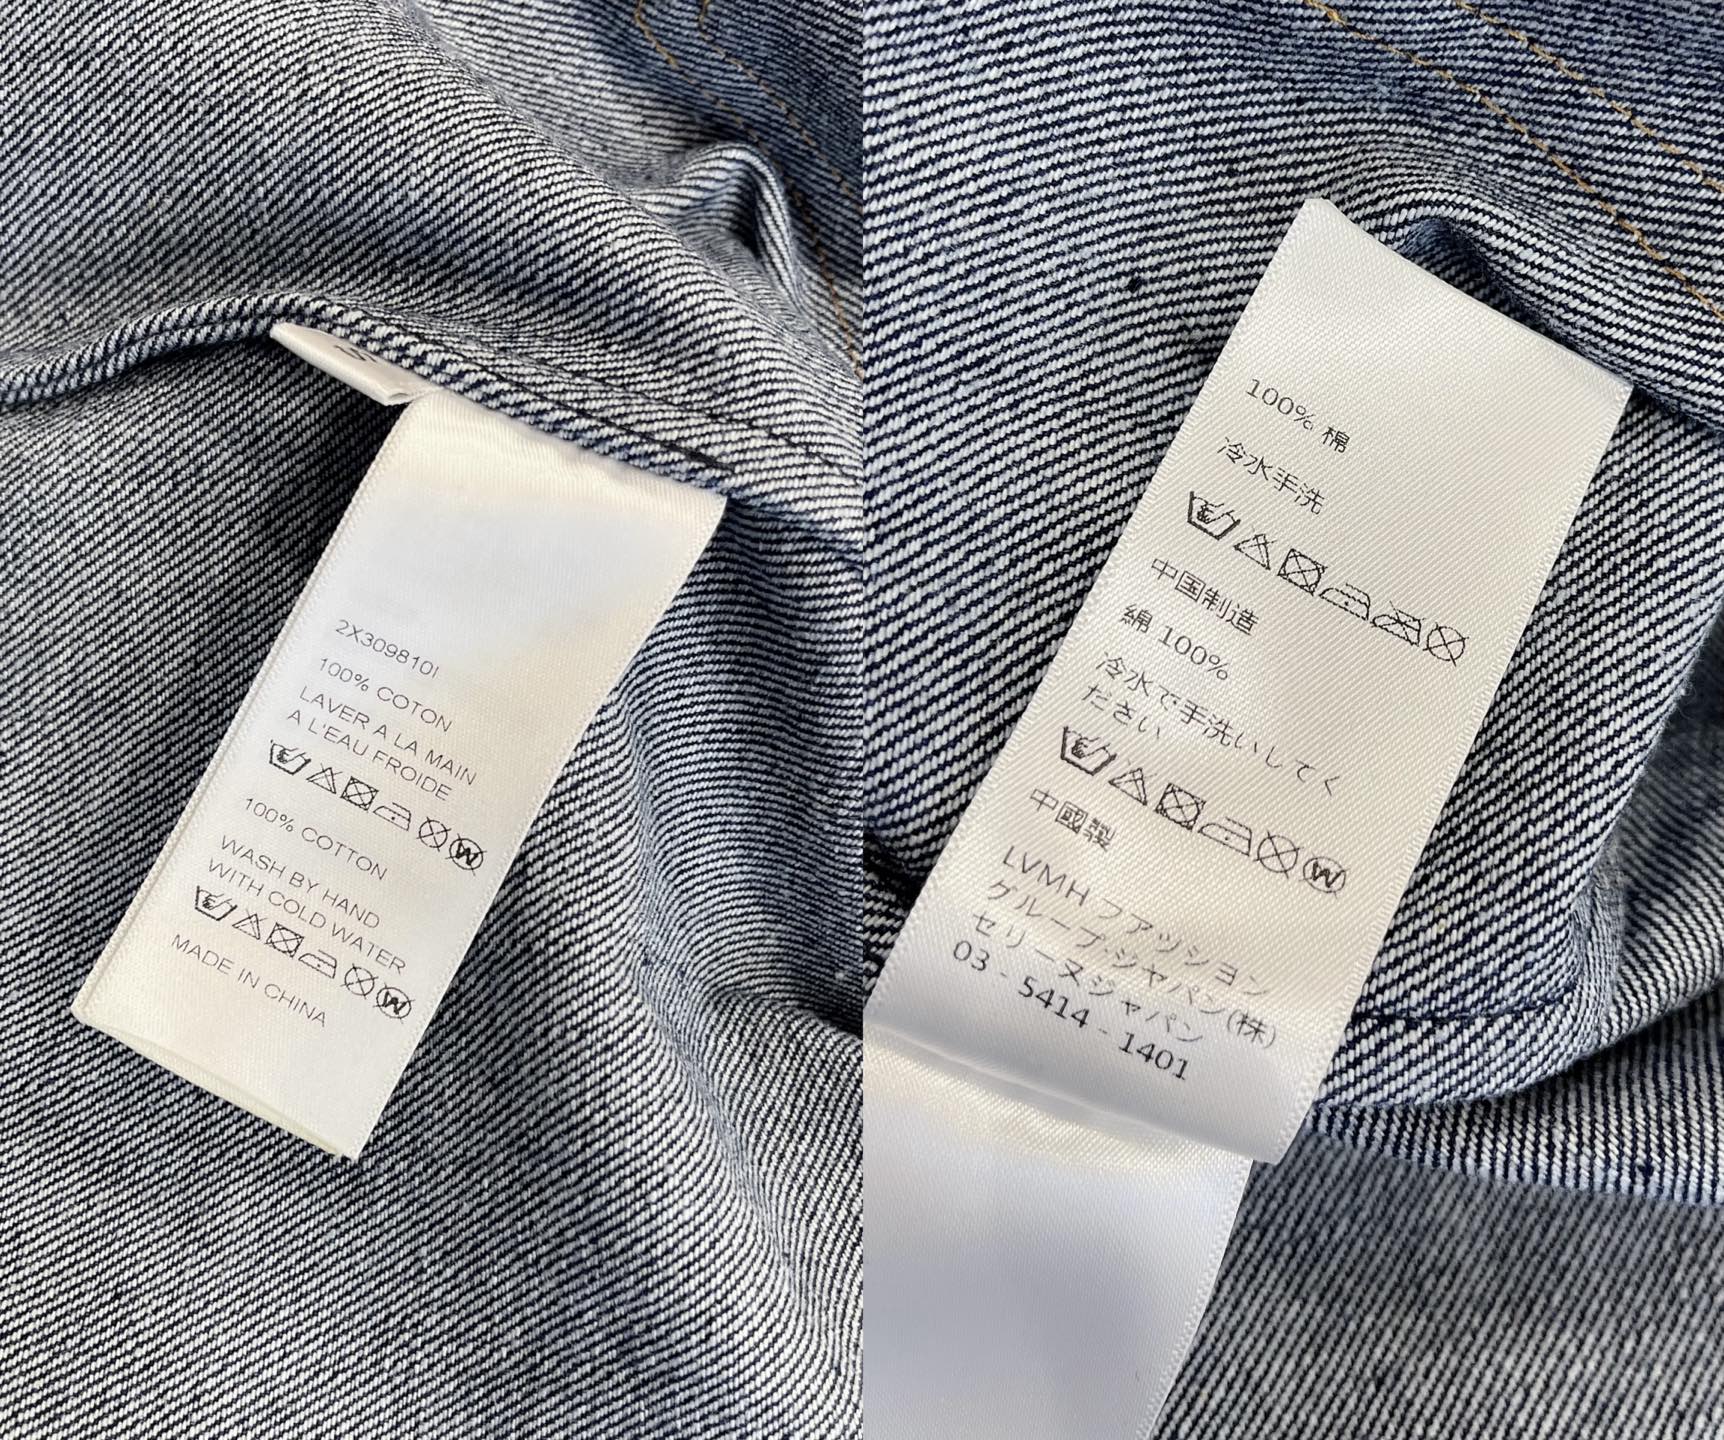 S
2X309810I
100% COTON
LAVER A LA MAIN
A L'EAU FROIDE
100% COTTON
WASH BY HAND
WITH COLD WATER
MADE IN CHINA
100% 棉
冷水手洗
中国制造
綿 100%
冷水で手洗いしてく
ださい
中國製
LVMH ファッション
グループ・ジャパン(株)
セリーヌジャパン
03 - 5414 - 1401